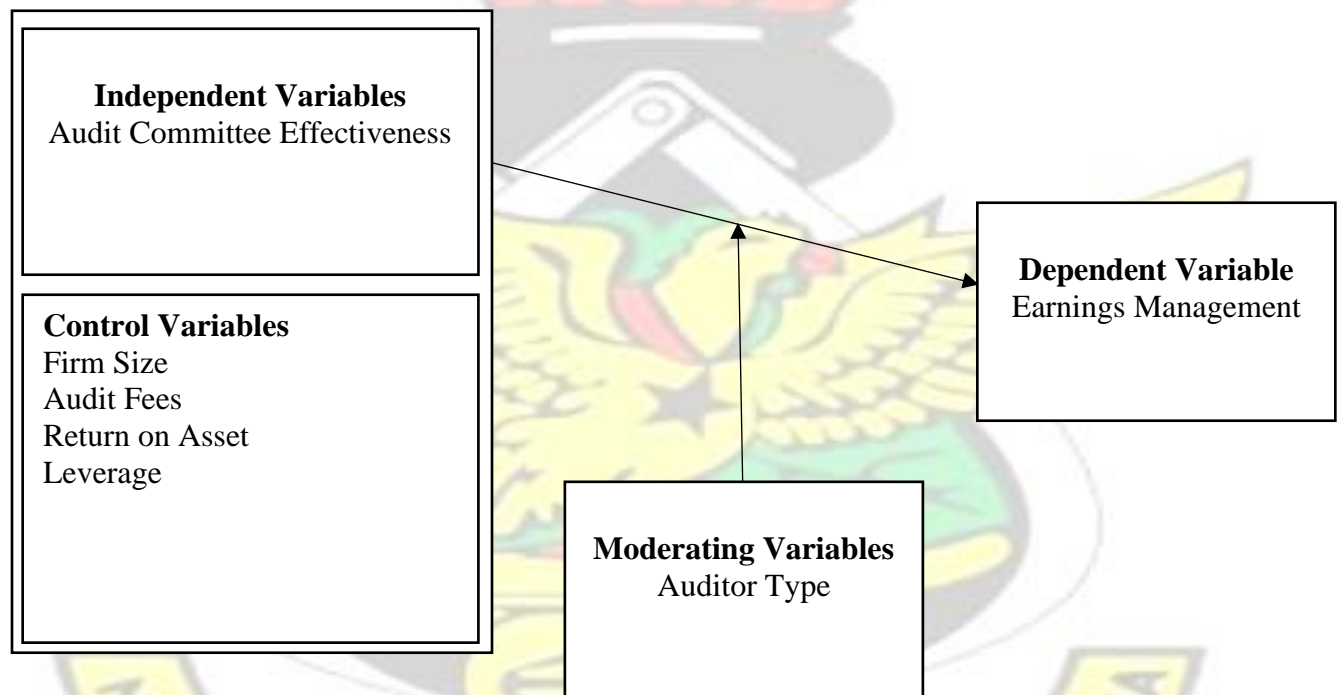 Independent Variables
Audit Committee Effectiveness
Control Variables
Firm Size
Audit Fees
Return on Asset
Leverage
Dependent Variable
Earnings Management
Moderating Variables
Auditor Type